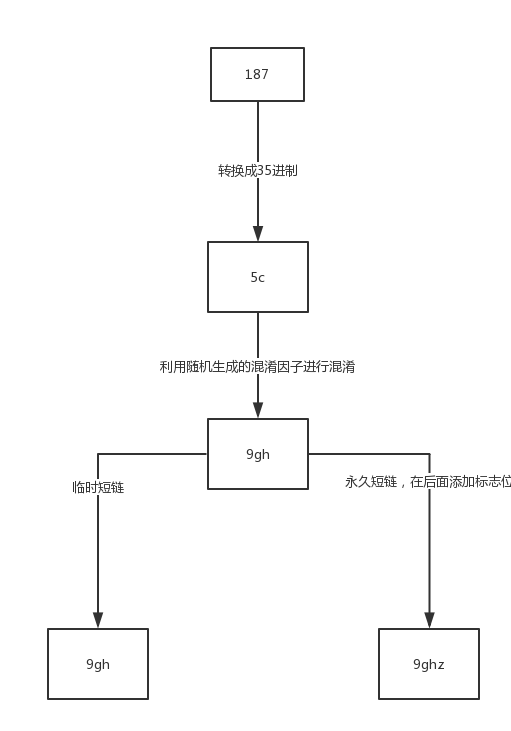 187
转换成35进制
5c
利用随机生成的混淆因子进行混淆
9gh
临时短链
永久短链，在后面添加标志位
9gh
9ghz